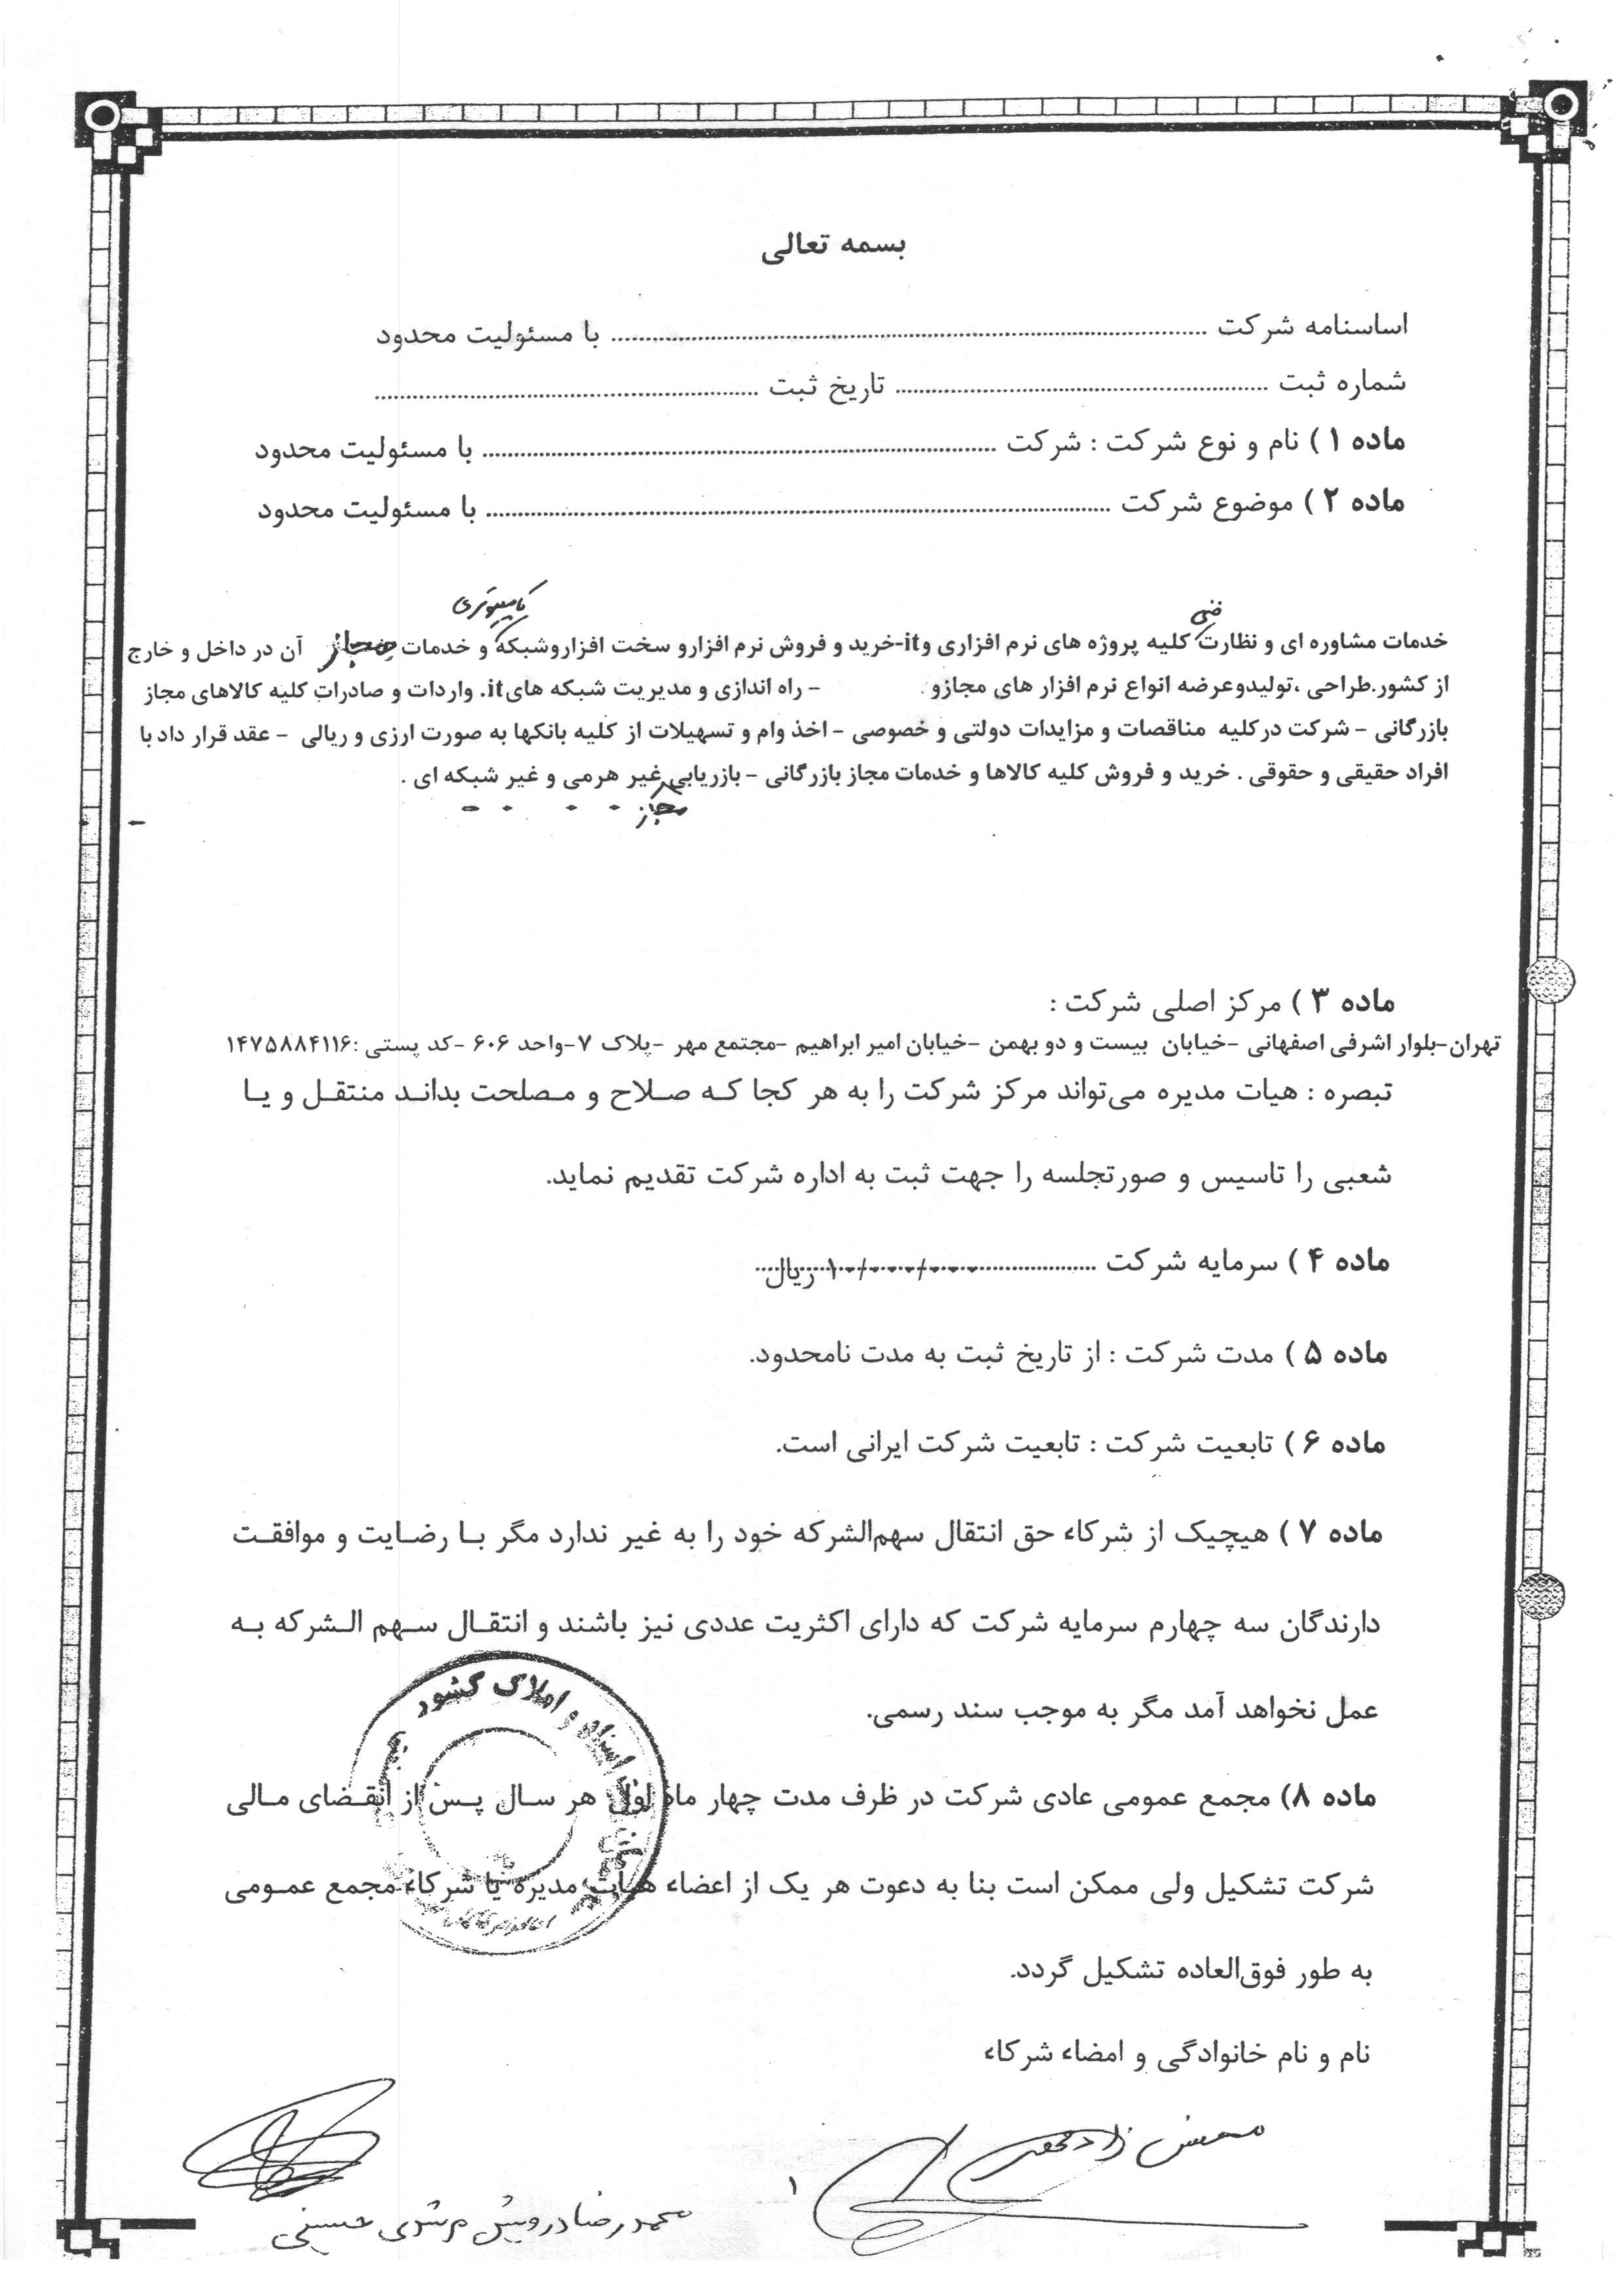 بسمه تعالی
اساسنامه شرکت ........................ با مسئولیت محدود
شماره ثبت ........................ تاریخ ثبت ........................
ماده ۱ ) نام و نوع شرکت : شرکت ........................ با مسئولیت محدود
ماده ۲ ) موضوع شرکت ........................ با مسئولیت محدود
فنی کامپیوتری
خدمات مشاوره ای و نظارت کلیه پروژه های نرم افزاری وit-خرید و فروش نرم افزارو سخت افزاروشبکه و خدمات مجاز آن در داخل و خارج
از کشور.طراحی ،تولیدوعرضه انواع نرم افزار های مجازو . – راه اندازی و مدیریت شبکه هایit. واردات و صادرات کلیه کالاهای مجاز
بازرگانی – شرکت درکلیه مناقصات و مزایدات دولتی و خصوصی – اخذ وام و تسهیلات از کلیه بانکها به صورت ارزی و ریالی – عقد قرار داد با
افراد حقیقی و حقوقی . خرید و فروش کلیه کالاها و خدمات مجاز بازرگانی – بازریابی غیر هرمی و غیر شبکه ای .
مجاز
ماده ۳ ) مرکز اصلی شرکت :
تهران–بلوار اشرفی اصفهانی –خیابان بیست و دو بهمن –خیابان امیر ابراهیم –مجتمع مهر –پلاک ۷–واحد ۶۰۶ –کد پستی :۱۴۷۵۸۸۴۱۱۶
تبصره : هیات مدیره می‌تواند مرکز شرکت را به هر کجا که صلاح و مصلحت بداند منتقل و یا
شعبی را تاسیس و صورتجلسه را جهت ثبت به اداره شرکت تقدیم نماید.
ماده ۴ ) سرمایه شرکت ........................ ۱۰/۰۰۰/۰۰۰ ریال
ماده ۵ ) مدت شرکت : از تاریخ ثبت به مدت نامحدود.
ماده ۶ ) تابعیت شرکت : تابعیت شرکت ایرانی است.
ماده ۷ ) هیچیک از شرکاء حق انتقال سهم‌الشرکه خود را به غیر ندارد مگر با رضایت و موافقت
دارندگان سه چهارم سرمایه شرکت که دارای اکثریت عددی نیز باشند و انتقال سهم الشرکه به
عمل نخواهد آمد مگر به موجب سند رسمی.
اسناد و املاک کشور
ماده ۸) مجمع عمومی عادی شرکت در ظرف مدت چهار ماه اول هر سال پس از انقضای مالی
شرکت تشکیل ولی ممکن است بنا به دعوت هر یک از اعضاء هیات مدیره یا شرکاء مجمع عمومی
به طور فوق‌العاده تشکیل گردد.
نام و نام خانوادگی و امضاء شرکاء
محسن
محمدرضا درویش مرشدی حسینی
۱